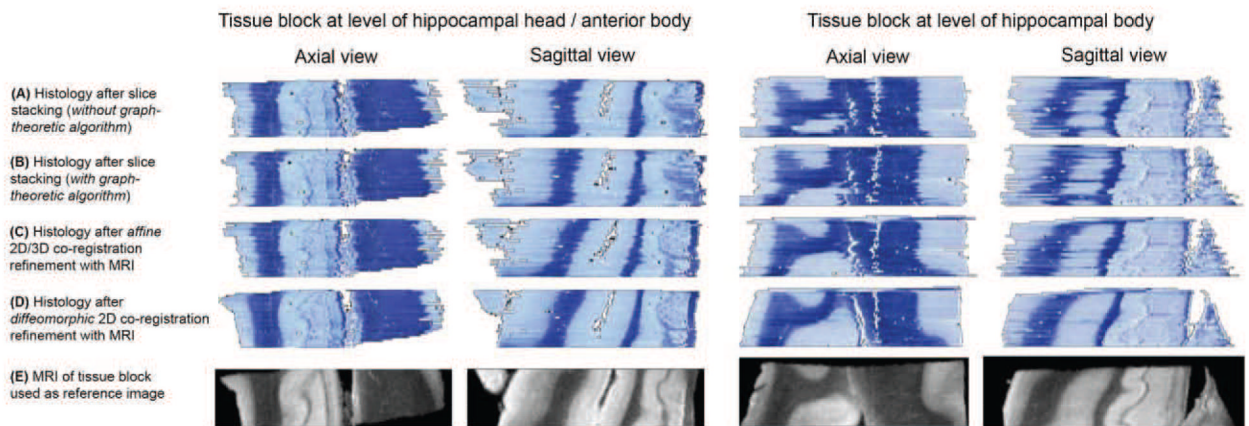 Tissue block at level of hippocampal head / anterior body
Tissue block at level of hippocampal body
Axial view
Sagittal view
Axial view
Sagittal view
(A) Histology after slice
stacking (without graph-
theoretic algorithm)
(B) Histology after slice
stacking (with graph-
theoretic algorithm)
(C) Histology after affine
2D/3D co-registration
refinement with MRI
(D) Histology after
diffeomorphic 2D co-registration
refinement with MRI
(E) MRI of tissue block
used as reference image